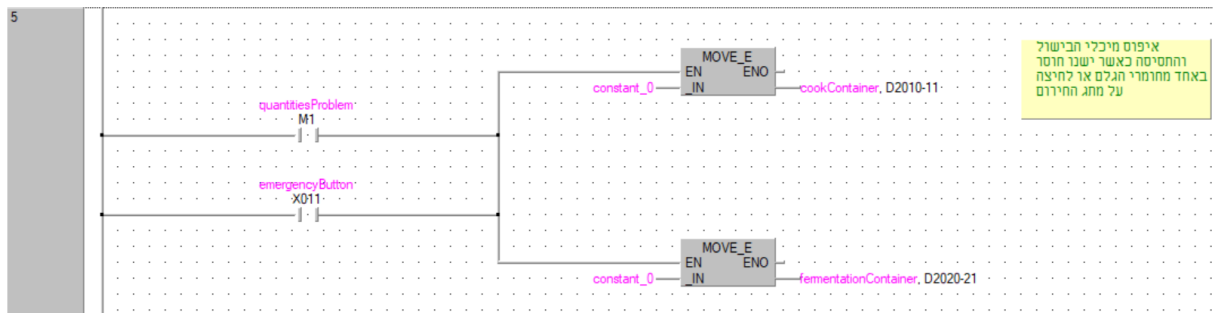 5
MOVE_E
EN ENO
constant_0 _IN cookContainer, D2010-11
איפוס מיכלי הבישול
והתסיסה כאשר ישנו חוסר
באחד מחומרי הגלם או לחיצה
על מתג החירום
quantitiesProblem
M1
emergencyButton
X011
MOVE_E
EN ENO
constant_0 _IN fermentationContainer, D2020-21